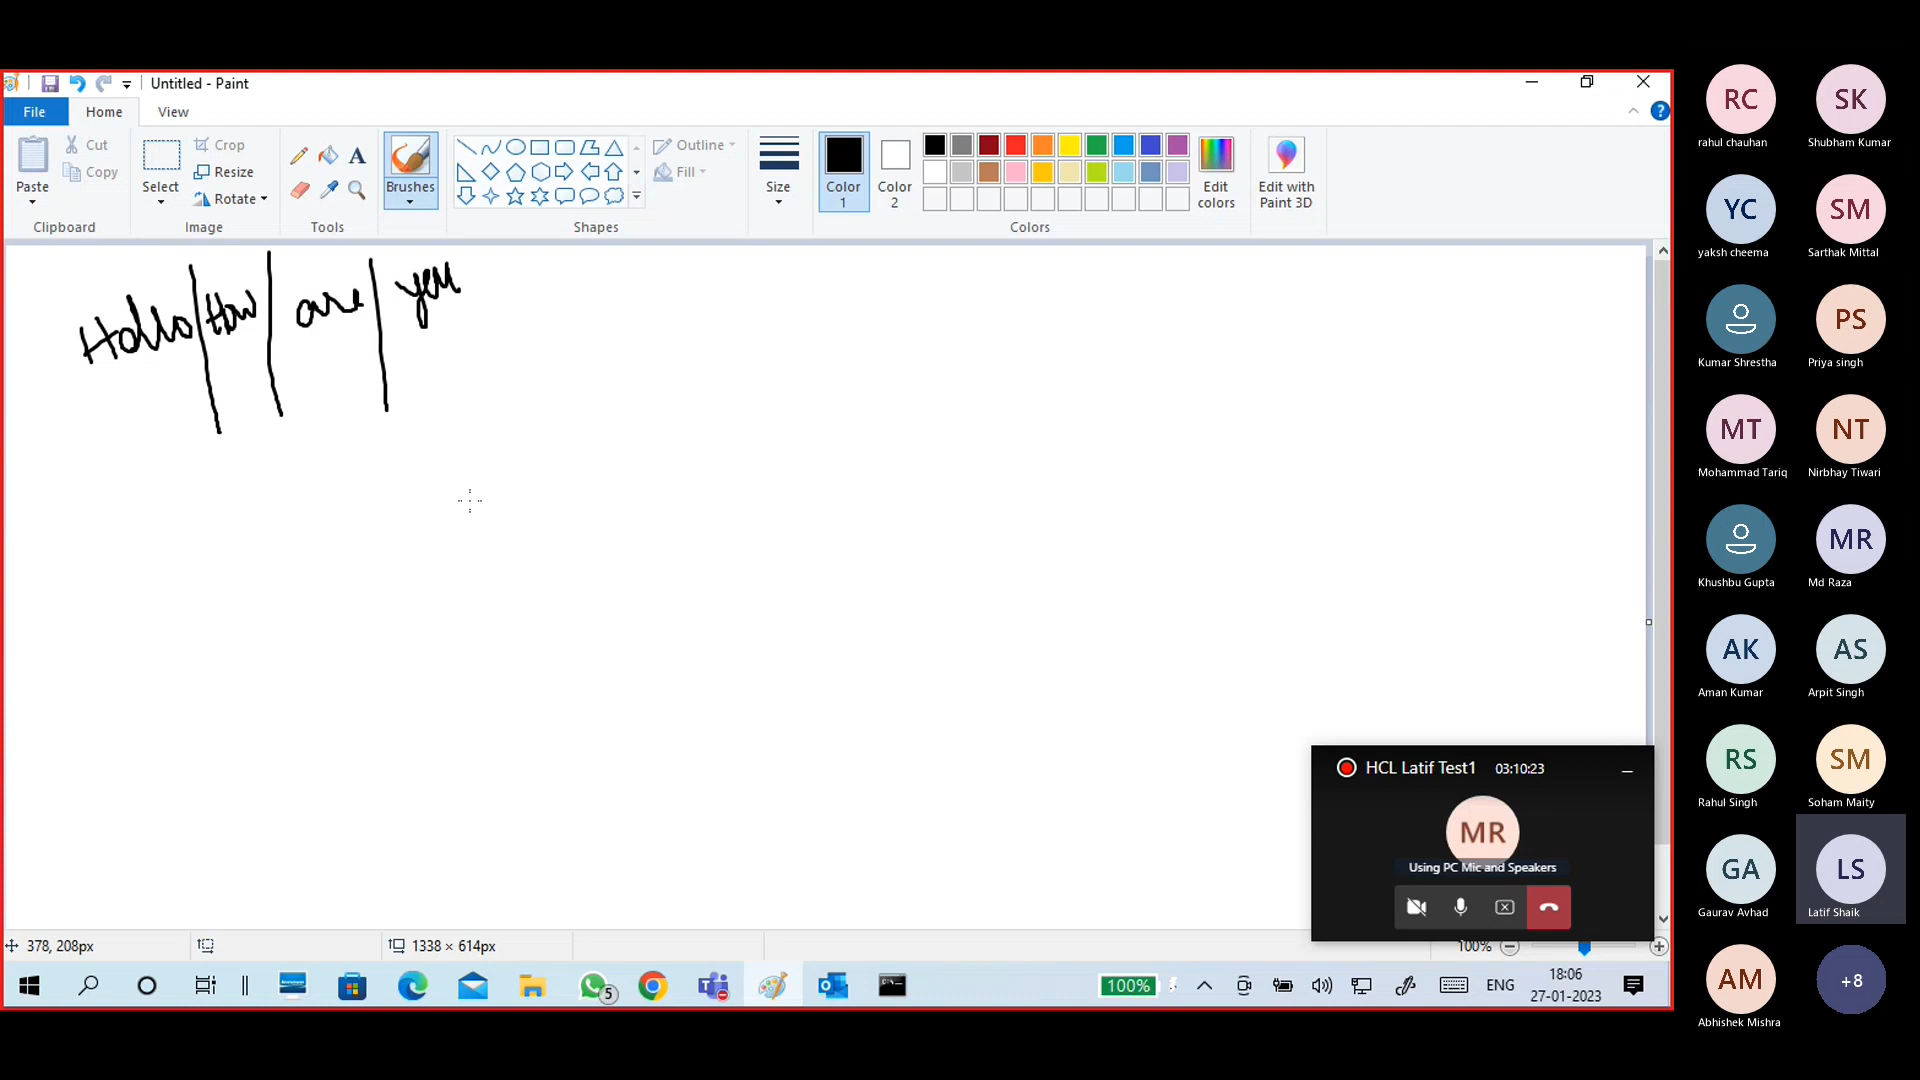 Untitled - Paint
File Home View
Paste
Cut
Copy
Clipboard
Select
Crop
Resize
Rotate
Image
A
Tools
Brushes
Outline
Fill
Shapes
Size
Color 1
Color 2
Edit colors
Edit with Paint 3D
Colors
Hello How are you
HCL Latif Test1 03:10:23
MR
Using PC Mic and Speakers
378, 208px
1338 × 614px
100%
5
100%
ENG
18:06
27-01-2023
RC SK
rahul chauhan Shubham Kumar
YC SM
yaksh cheema Sarthak Mittal
PS
Kumar Shrestha Priya singh
MT NT
Mohammad Tariq Nirbhay Tiwari
MR
Khushbu Gupta Md Raza
AK AS
Aman Kumar Arpit Singh
RS SM
Rahul Singh Soham Maity
GA LS
Gaurav Avhad Latif Shaik
AM +8
Abhishek Mishra